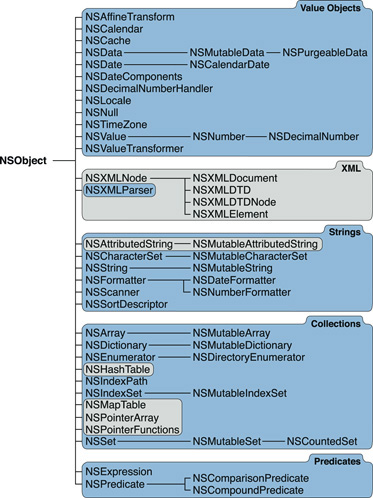 Value Objects
NSAffineTransform
NSCalendar
NSCache
NSData NSMutableData NSPurgeableData
NSDate NSCalendarDate
NSDateComponents
NSDecimalNumberHandler
NSLocale
NSNull
NSTimeZone
NSValue NSNumber NSDecimalNumber
NSValueTransformer
NSObject
XML
NSXMLNode NSXMLDocument
NSXMLParser NSXMLDTD
NSXMLDTDNode
NSXMLElement
Strings
NSAttributedString NSMutableAttributedString
NSCharacterSet NSMutableCharacterSet
NSString NSMutableString
NSFormatter NSDateFormatter
NSScanner NSNumberFormatter
NSSortDescriptor
Collections
NSArray NSMutableArray
NSDictionary NSMutableDictionary
NSEnumerator NSDirectoryEnumerator
NSHashTable
NSIndexPath
NSIndexSet NSMutableIndexSet
NSMapTable
NSPointerArray
NSPointerFunctions
NSSet NSMutableSet NSCountedSet
Predicates
NSExpression
NSPredicate NSComparisonPredicate
NSCompoundPredicate